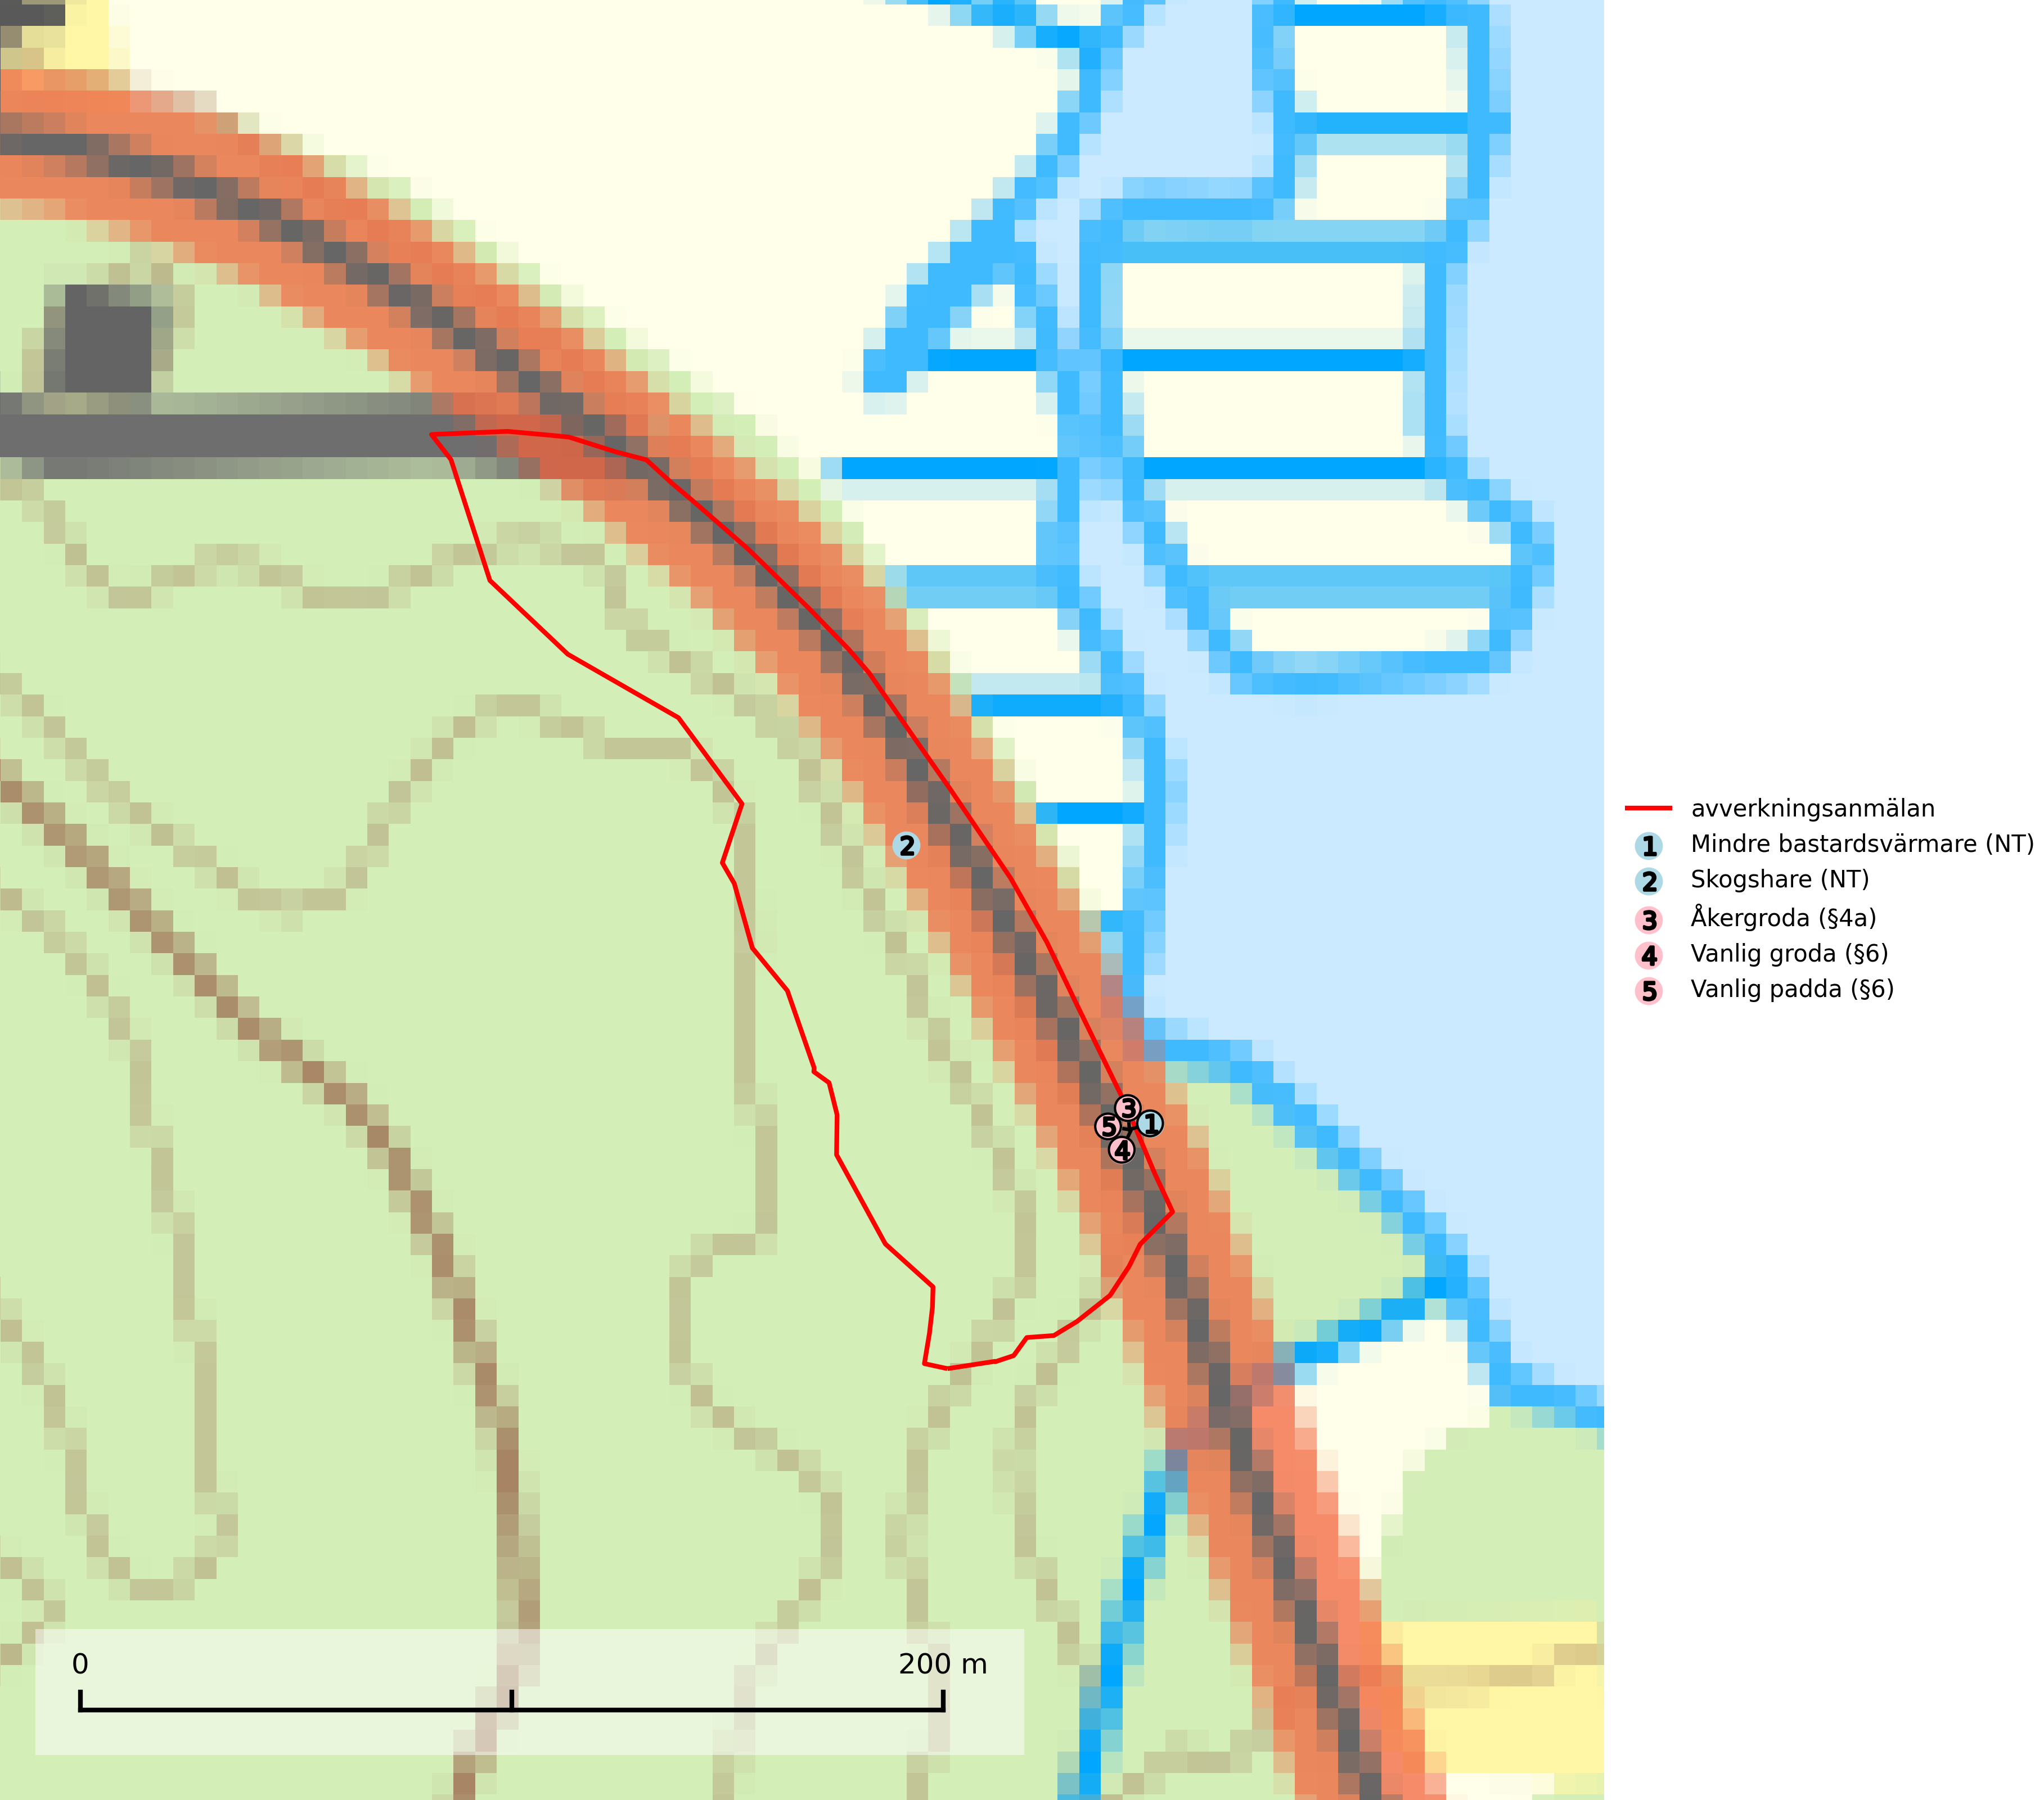 avverkningsanmälan
1 Mindre bastardsvärmare (NT)
2 Skogshare (NT)
3 Åkergroda (§4a)
4 Vanlig groda (§6)
5 Vanlig padda (§6)
2
3
5 1
4
0 200 m